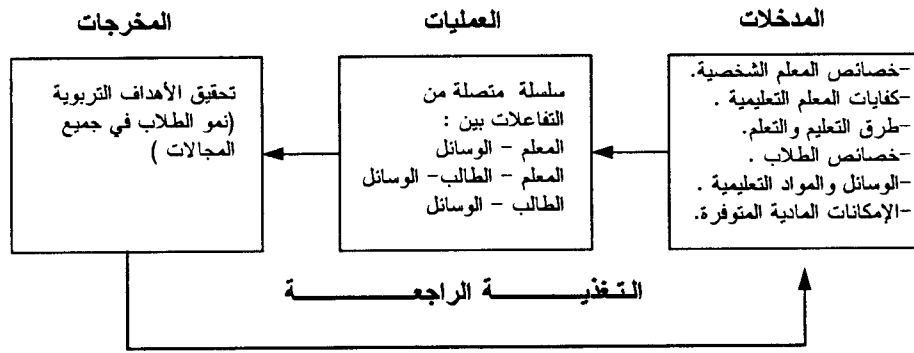 المدخلات
-خصائص المعلم الشخصية.
-كفايات المعلم التعليمية .
-طرق التعليم والتعلم.
-خصائص الطلاب .
-الوسائل والمواد التعليمية .
-الإمكانات المادية المتوفرة.
العمليات
سلسلة متصلة من
التفاعلات بين :
المعلم – الوسائل
المعلم – الطالب– الوسائل
الطالب – الوسائل
المخرجات
تحقيق الأهداف التربوية
(نمو الطلاب في جميع
المجالات )
التغذيـــــــة الراجعـــــــة